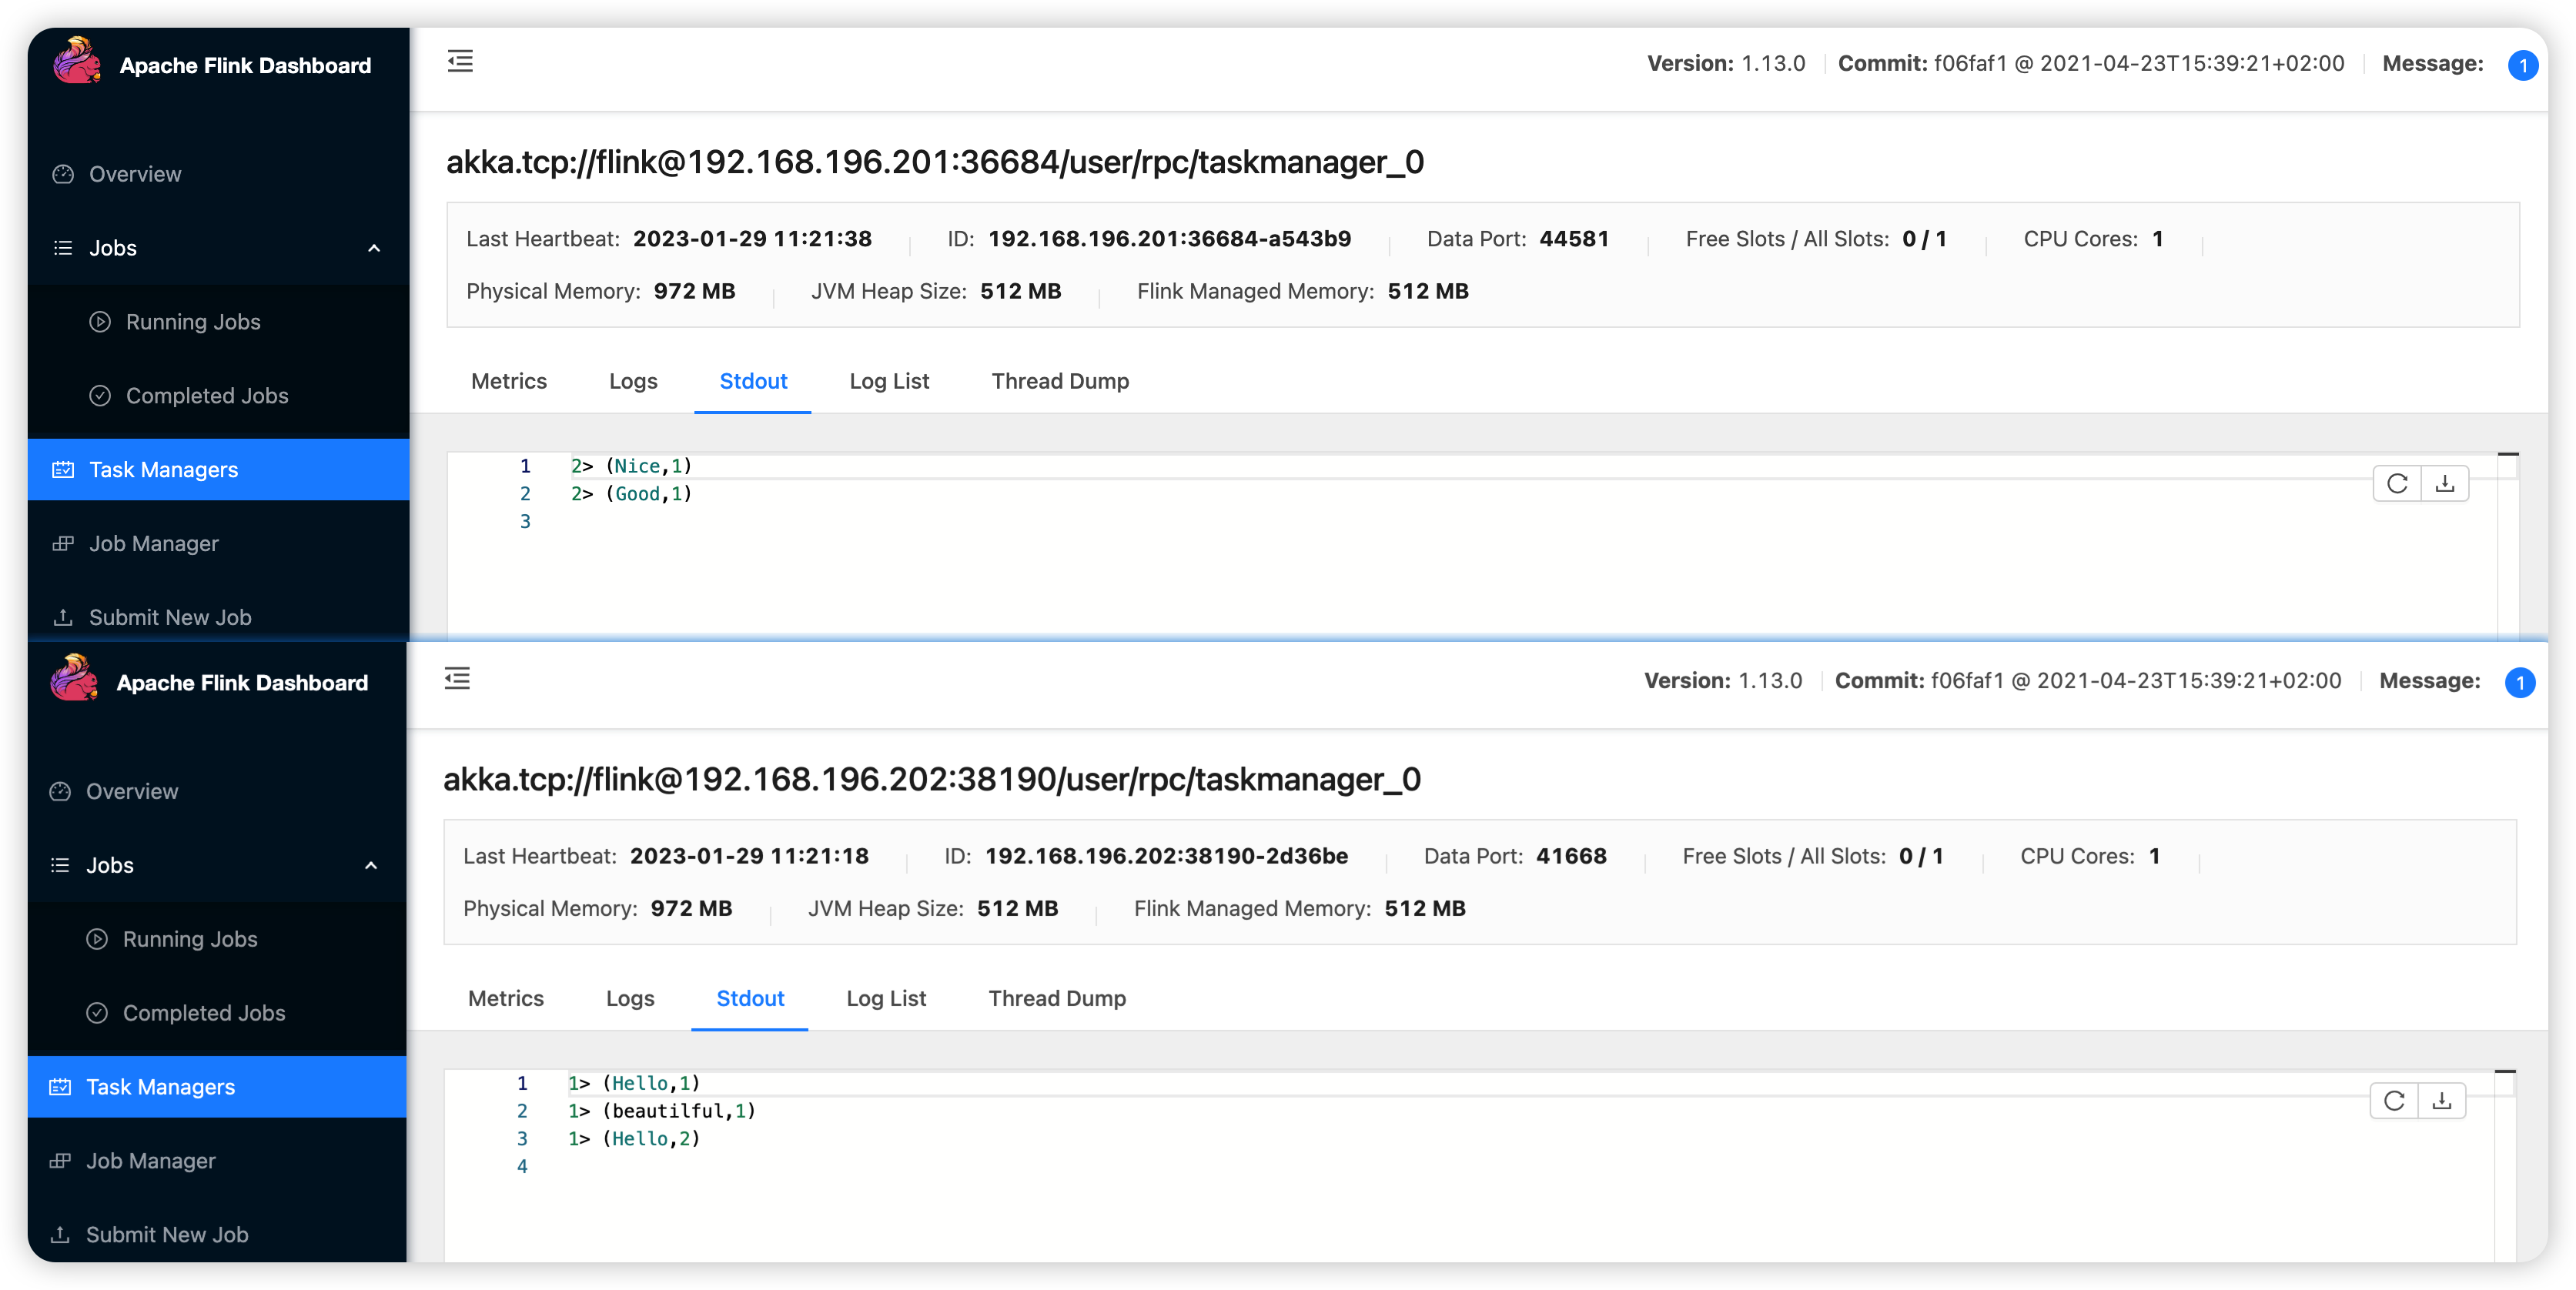 Apache Flink Dashboard
Version: 1.13.0 Commit: f06faf1 @ 2021-04-23T15:39:21+02:00 Message: 1
Overview
Jobs
Running Jobs
Completed Jobs
Task Managers
Job Manager
Submit New Job
akka.tcp://flink@192.168.196.201:36684/user/rpc/taskmanager_0
Last Heartbeat: 2023-01-29 11:21:38 ID: 192.168.196.201:36684-a543b9 Data Port: 44581 Free Slots / All Slots: 0 / 1 CPU Cores: 1
Physical Memory: 972 MB JVM Heap Size: 512 MB Flink Managed Memory: 512 MB
Metrics Logs Stdout Log List Thread Dump
1 2> (Nice,1)
2 2> (Good,1)
3
Apache Flink Dashboard
Version: 1.13.0 Commit: f06faf1 @ 2021-04-23T15:39:21+02:00 Message: 1
Overview
Jobs
Running Jobs
Completed Jobs
Task Managers
Job Manager
Submit New Job
akka.tcp://flink@192.168.196.202:38190/user/rpc/taskmanager_0
Last Heartbeat: 2023-01-29 11:21:18 ID: 192.168.196.202:38190-2d36be Data Port: 41668 Free Slots / All Slots: 0 / 1 CPU Cores: 1
Physical Memory: 972 MB JVM Heap Size: 512 MB Flink Managed Memory: 512 MB
Metrics Logs Stdout Log List Thread Dump
1 1> (Hello,1)
2 1> (beautilful,1)
3 1> (Hello,2)
4